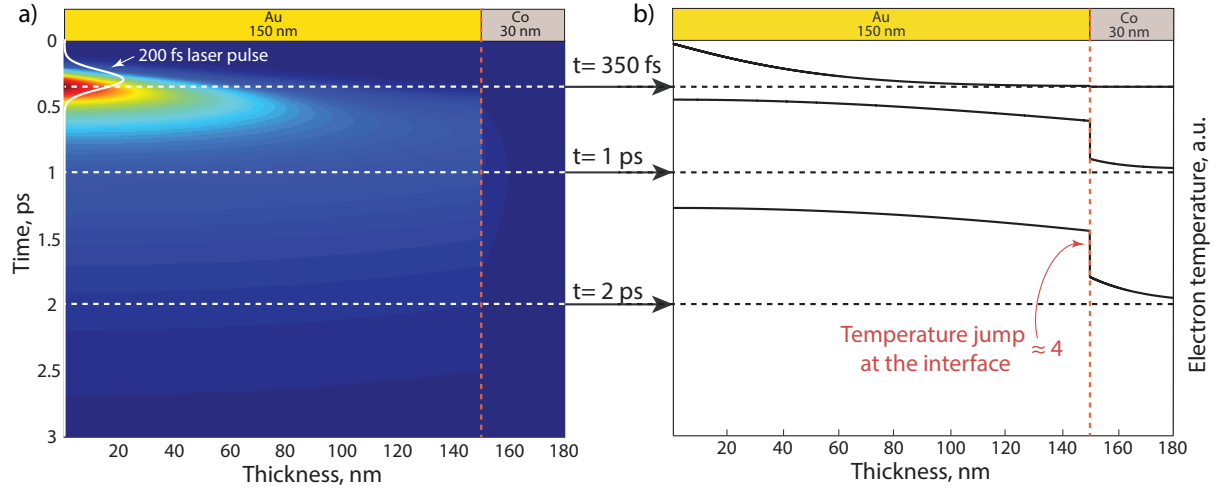 a)
Au
150 nm
Co
30 nm
200 fs laser pulse
0
0.5
1
1.5
2
2.5
3
Time, ps
20
40
60
80
100
120
140
160
180
Thickness, nm
t= 350 fs
t= 1 ps
t= 2 ps
b)
Au
150 nm
Co
30 nm
Temperature jump
at the interface
≈ 4
20
40
60
80
100
120
140
160
180
Thickness, nm
Electron temperature, a.u.